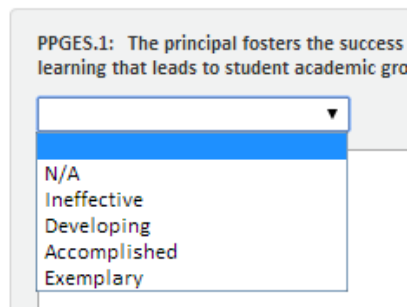 PPGES.1: The principal fosters the success
learning that leads to student academic gro
N/A
Ineffective
Developing
Accomplished
Exemplary